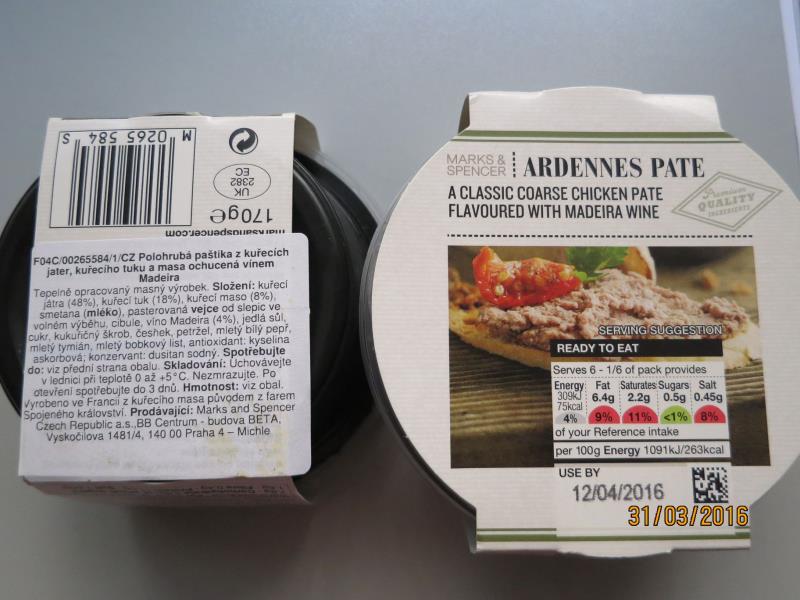 M 0265 584 S
UK
2382
EC
170g e
marksandspencer.com
F04C/00265584/1/CZ Polohrubá paštika z kuřecích
jater, kuřecího tuku a masa ochucená vínem
Madeira
Tepelně opracovaný masný výrobek. Složení: kuřecí
játra (48%), kuřecí tuk (18%), kuřecí maso (8%),
smetana (mléko), pasterovaná vejce od slepic ve
volném výběhu, cibule, víno Madeira (4%), jedlá sůl,
cukr, kukuřičný škrob, česnek, petržel, mletý bílý pepř,
mletý tymián, mletý bobkový list, antioxidant: kyselina
askorbová; konzervant: dusitan sodný. Spotřebujte
do: viz přední strana obalu. Skladování: Uchovávejte
v lednici při teplotě 0 až +5°C. Nezmrazujte. Po
otevření spotřebujte do 3 dnů. Hmotnost: viz obal.
Vyrobeno ve Francii z kuřecího masa původem z farem
Spojeného království. Prodávající: Marks and Spencer
Czech Republic a.s.,BB Centrum - budova BETA,
Vyskočilova 1481/4, 140 00 Praha 4 – Michle
MARKS &
SPENCER
ARDENNES PATE
A CLASSIC COARSE CHICKEN PATE
FLAVOURED WITH MADEIRA WINE
Premium
QUALITY
INGREDIENTS
SERVING SUGGESTION
READY TO EAT
Serves 6 - 1/6 of pack provides
Energy Fat Saturates Sugars Salt
309KJ 6.4g 2.2g 0.5g 0.45g
75kcal
4% 9% 11% <1% 8%
of your Reference intake
per 100g Energy 1091kJ/263kcal
USE BY
12/04/2016
31/03/2016